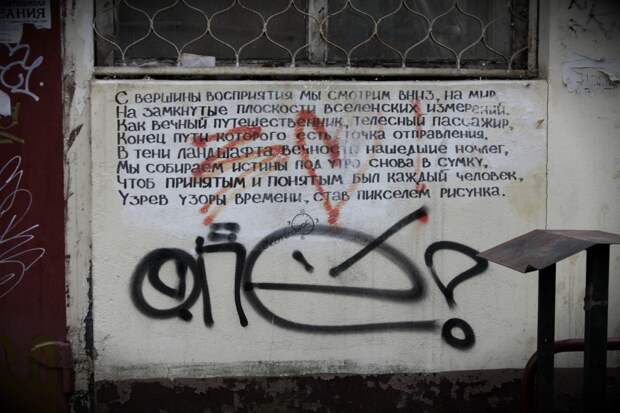 ВАНИЯ
С вершины восприятия мы смотрим вниз, на мир,
На замкнутые плоскости вселенских измерений.
Как вечный путешественник, телесный пассажир,
Конец пути которого есть точка отправления.
В тени ландшафта вечности нашедшие ночлег,
Мы собираем истины под утро снова в сумку,
Чтоб принятым и понятым был каждый человек,
Узрев узоры времени, став пикселем рисунка.